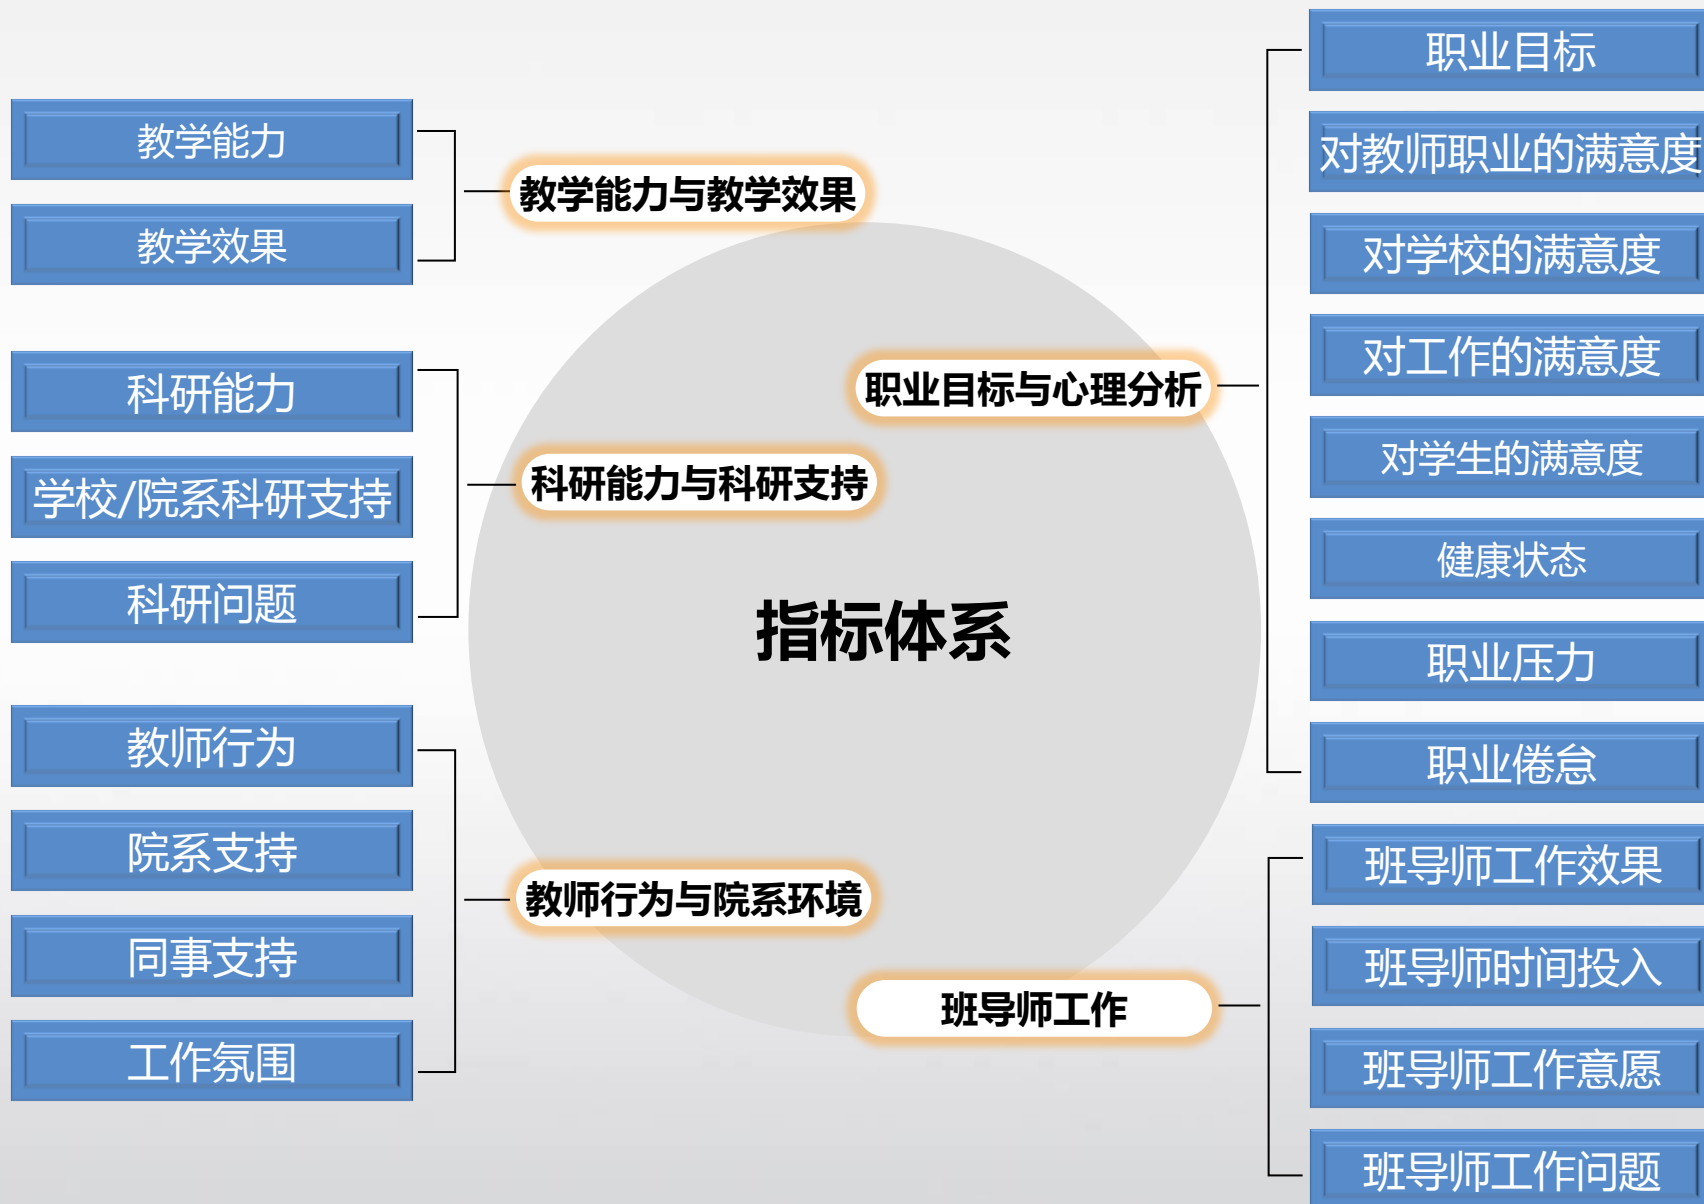 教学能力
教学效果
教学能力与教学效果
科研能力
学校/院系科研支持
科研问题
科研能力与科研支持
教师行为
院系支持
同事支持
工作氛围
教师行为与院系环境
指标体系
职业目标与心理分析
职业目标
对教师职业的满意度
对学校的满意度
对工作的满意度
对学生的满意度
健康状态
职业压力
职业倦怠
班导师工作
班导师工作效果
班导师时间投入
班导师工作意愿
班导师工作问题